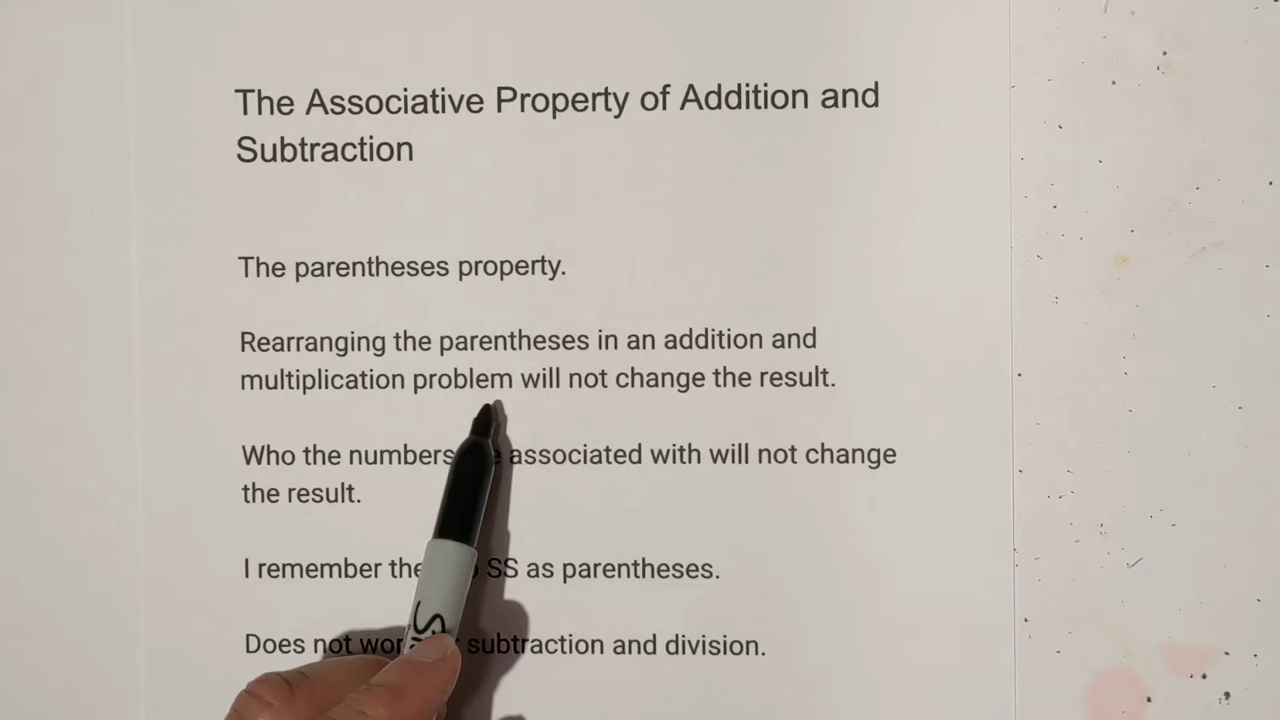 The Associative Property of Addition and
Subtraction
The parentheses property.
Rearranging the parentheses in an addition and
multiplication problem will not change the result.
Who the numbers associated with will not change
the result.
I remember the SS as parentheses.
Does not subtraction and division.